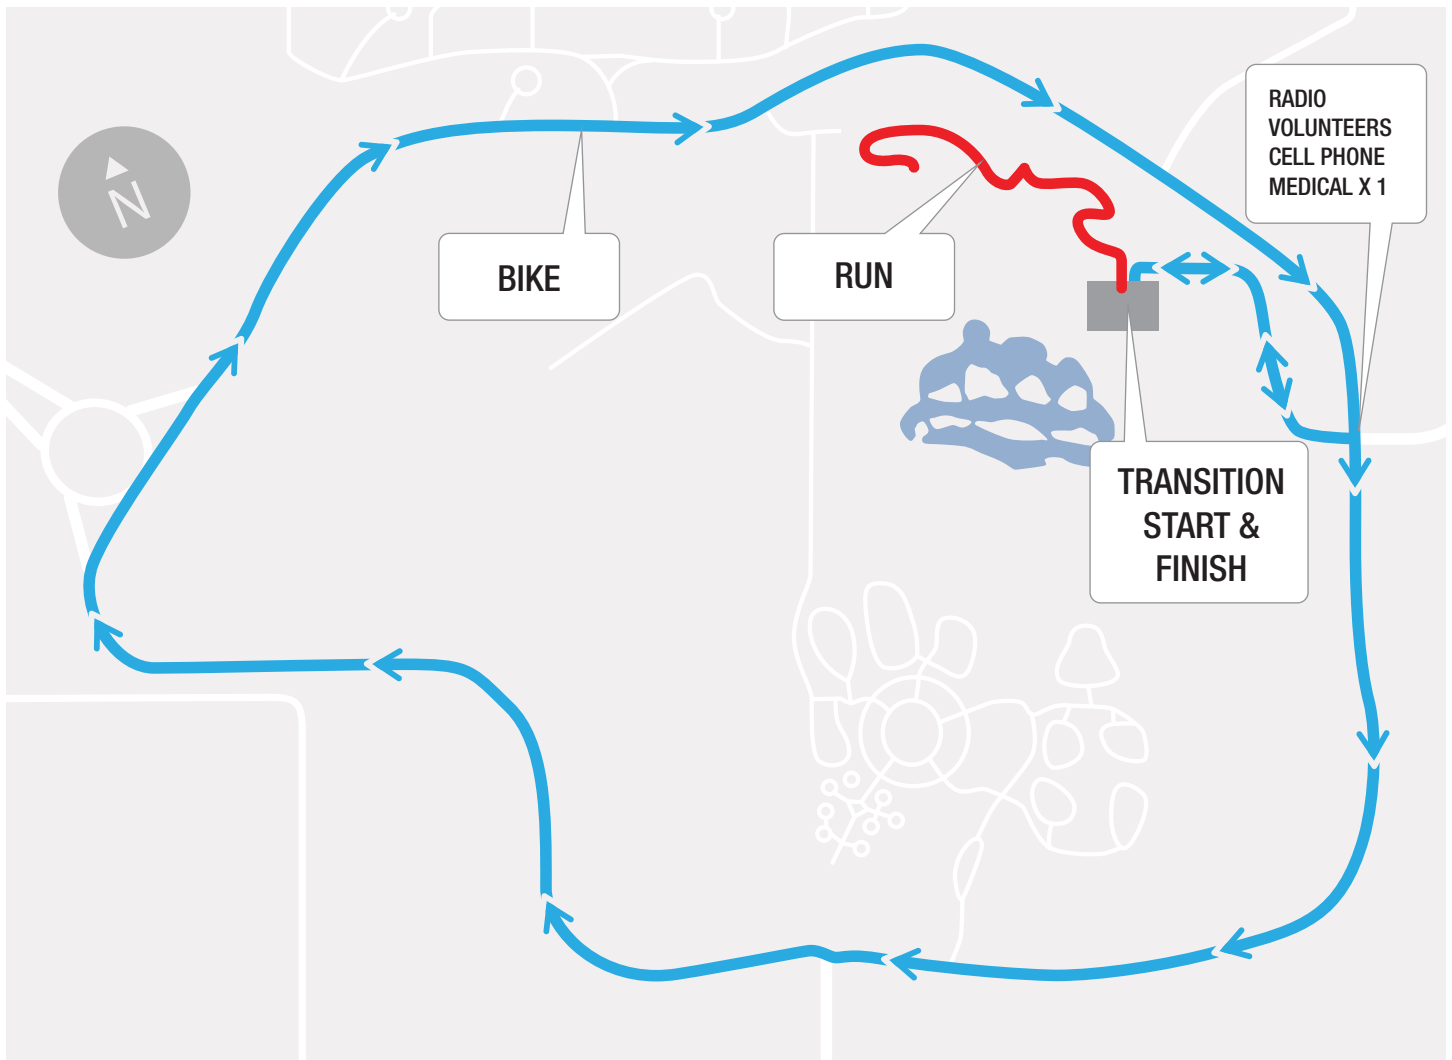 RADIO
VOLUNTEERS
CELL PHONE
MEDICAL X 1
N
BIKE
RUN
TRANSITION
START &
FINISH